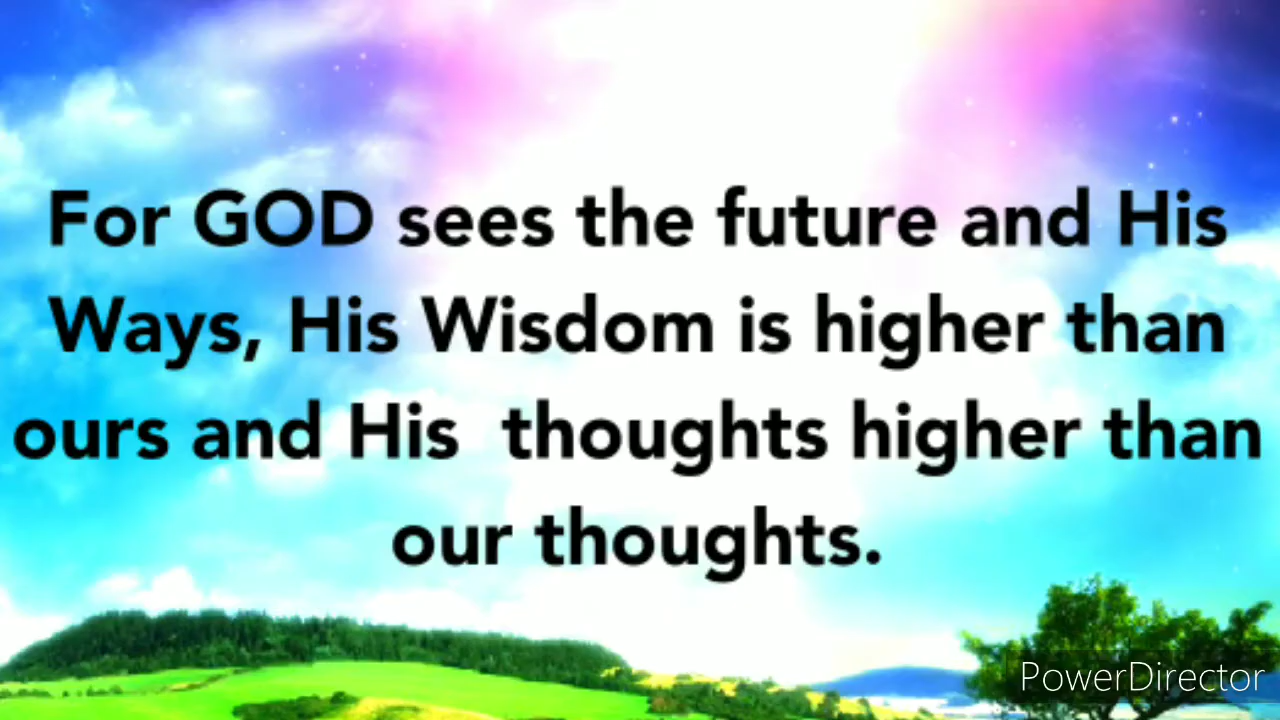 For GOD sees the future and His
Ways, His Wisdom is higher than
ours and His  thoughts higher than
our thoughts.
PowerDirector